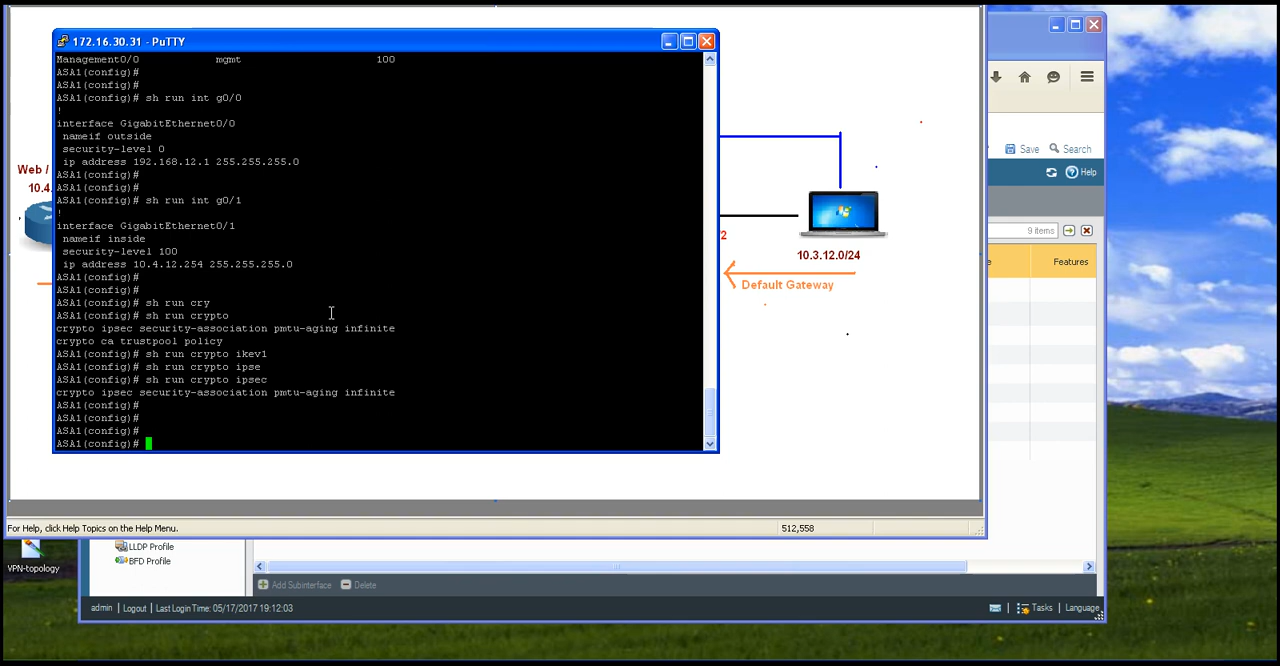 172.16.30.31 - PuTTY
Management0/0 mgmt 100
ASA1(config)#
ASA1(config)#
ASA1(config)# sh run int g0/0
!
interface GigabitEthernet0/0
nameif outside
security-level 0
ip address 192.168.12.1 255.255.255.0
ASA1(config)#
ASA1(config)#
ASA1(config)# sh run int g0/1
!
interface GigabitEthernet0/1
nameif inside
security-level 100
ip address 10.4.12.254 255.255.255.0
ASA1(config)#
ASA1(config)#
ASA1(config)# sh run cry
ASA1(config)# sh run crypto
crypto ipsec security-association pmtu-aging infinite
crypto ca trustpool policy
ASA1(config)# sh run crypto ikev1
ASA1(config)# sh run crypto ipse
ASA1(config)# sh run crypto ipsec
crypto ipsec security-association pmtu-aging infinite
ASA1(config)#
ASA1(config)#
ASA1(config)#
ASA1(config)#
Web /
10.4.
2
10.3.12.0/24
Default Gateway
Save Search
Help
9 items
Features
For Help, click Help Topics on the Help Menu.
512,558
VPN-topology
LLDP Profile
BFD Profile
Add Subinterface Delete
admin | Logout | Last Login Time: 05/17/2017 19:12:03
Tasks | Language